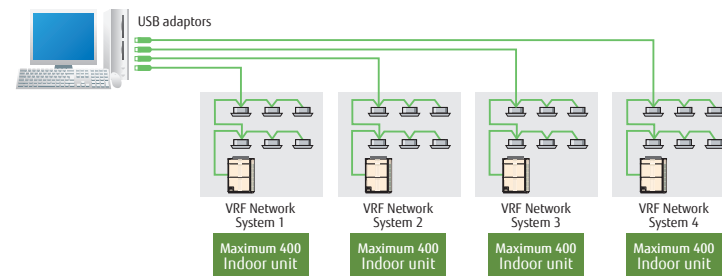 USB adaptors
VRF Network
System 1
VRF Network
System 2
VRF Network
System 3
VRF Network
System 4
Maximum 400
Indoor unit
Maximum 400
Indoor unit
Maximum 400
Indoor unit
Maximum 400
Indoor unit